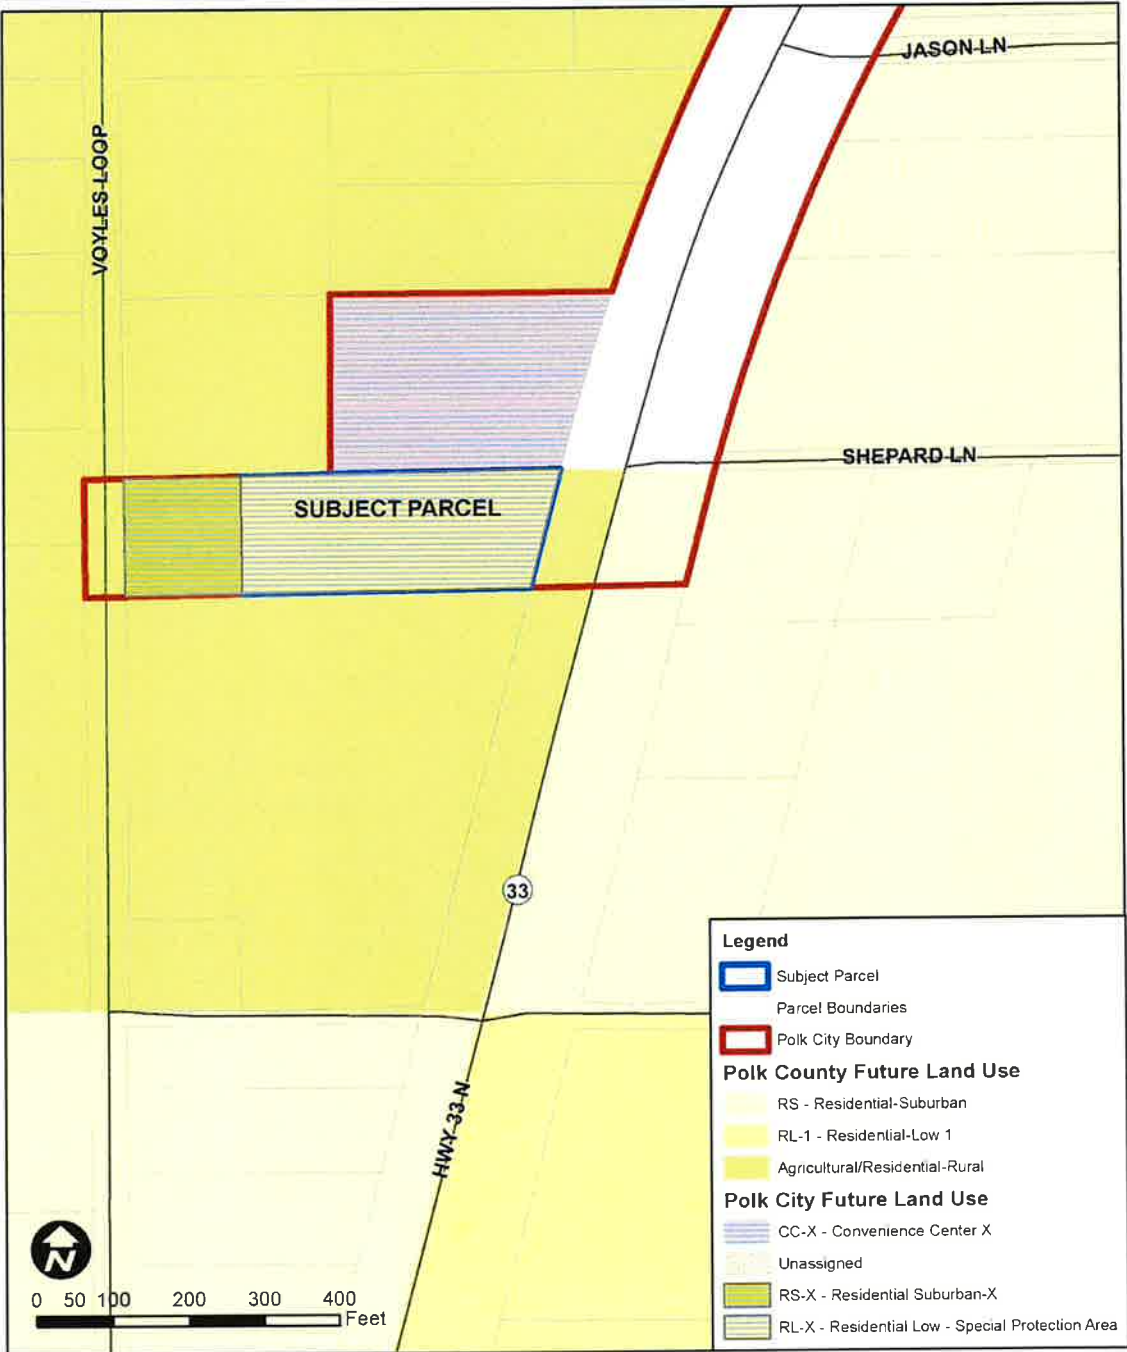 JASON LN
VOYLES LOOP
SHEPARD LN
SUBJECT PARCEL
33
HWY 33 N
Legend
Subject Parcel
Parcel Boundaries
Polk City Boundary
Polk County Future Land Use
RS - Residential-Suburban
RL-1 - Residential-Low 1
Agricultural/Residential-Rural
Polk City Future Land Use
CC-X - Convenience Center X
Unassigned
RS-X - Residential Suburban-X
RL-X - Residential Low - Special Protection Area
N
0 50 100 200 300 400
Feet